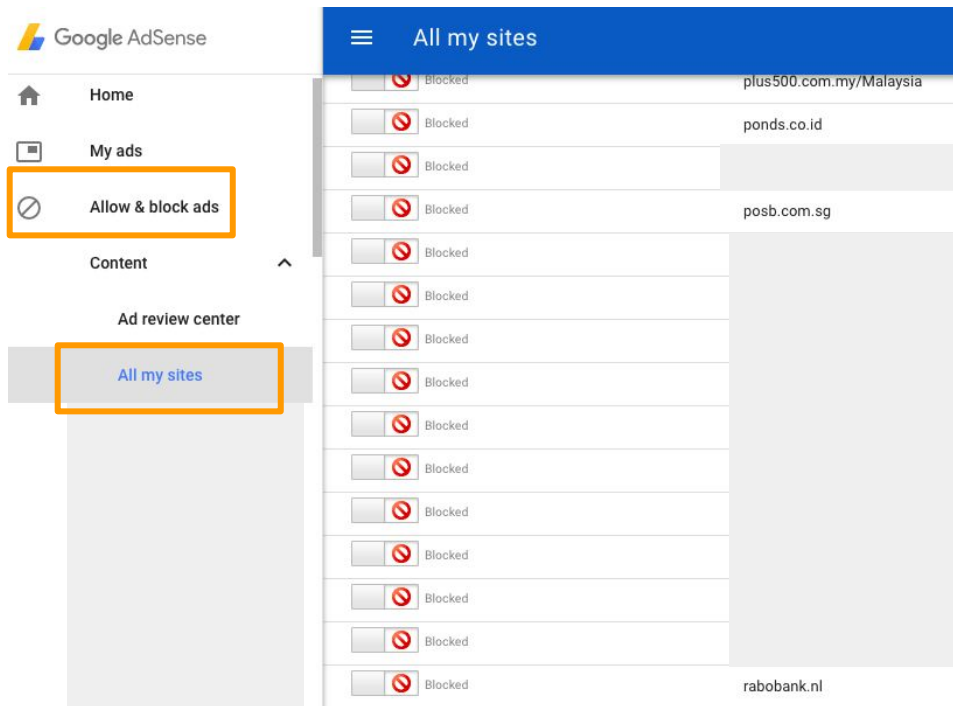 Google AdSense
All my sites
Home
My ads
Allow & block ads
Content
Ad review center
All my sites
Blocked plus500.com.my/Malaysia
Blocked ponds.co.id
Blocked
Blocked posb.com.sg
Blocked
Blocked
Blocked
Blocked
Blocked
Blocked
Blocked
Blocked
Blocked
Blocked
Blocked rabobank.nl